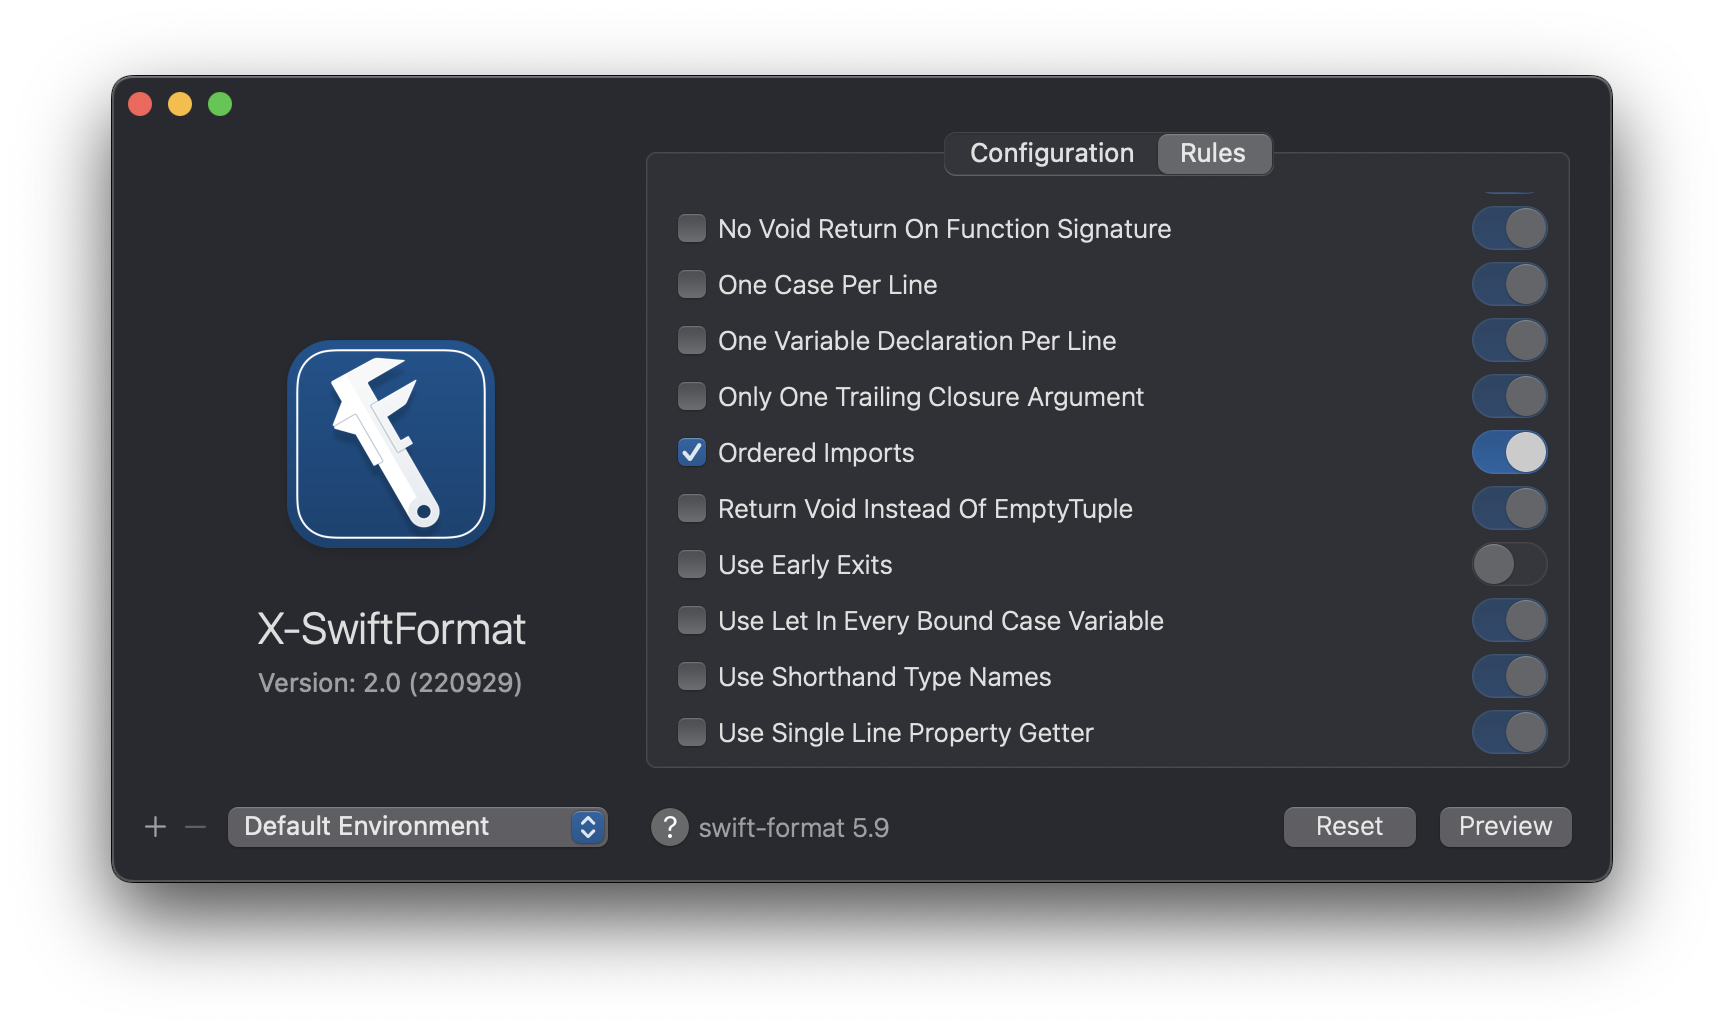 Configuration
Rules
No Void Return On Function Signature
One Case Per Line
One Variable Declaration Per Line
Only One Trailing Closure Argument
Ordered Imports
Return Void Instead Of EmptyTuple
Use Early Exits
Use Let In Every Bound Case Variable
Use Shorthand Type Names
Use Single Line Property Getter
X-SwiftFormat
Version: 2.0 (220929)
Default Environment
? swift-format 5.9
Reset
Preview